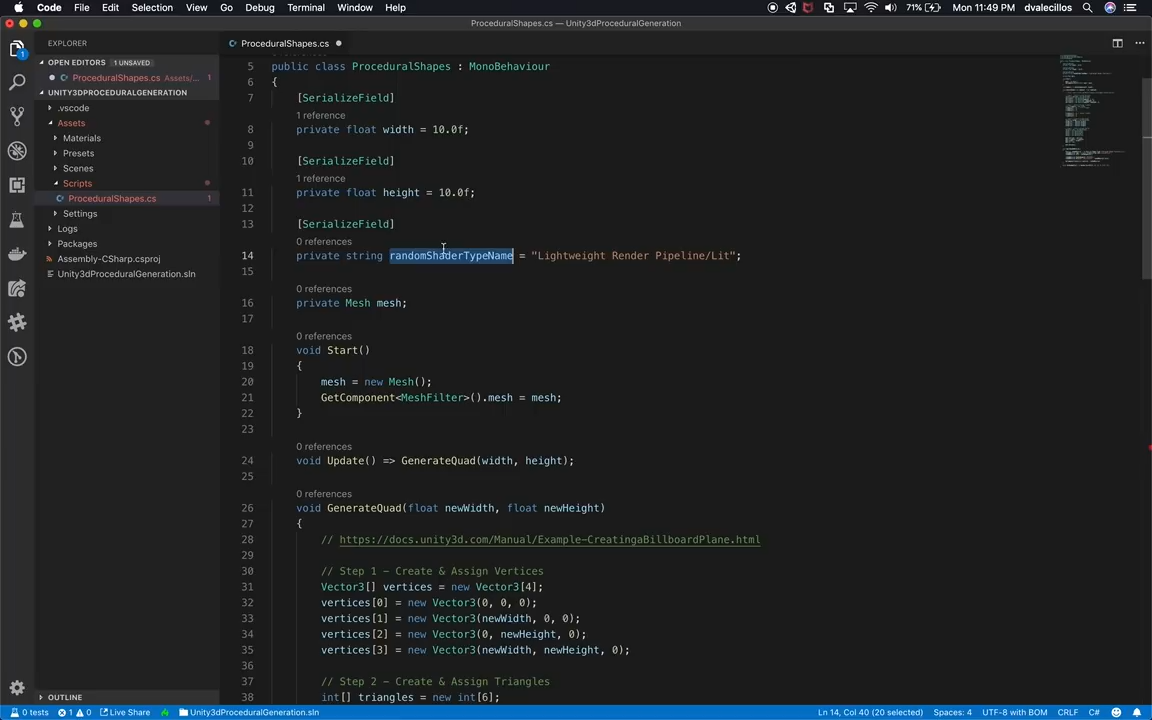 Code File Edit Selection View Go Debug Terminal Window Help 71% Mon 11:49 PM dvalecillos
ProceduralShapes.cs — Unity3dProceduralGeneration
EXPLORER
OPEN EDITORS 1 UNSAVED
ProceduralShapes.cs Assets/... 1
UNITY3DPROCEDURALGENERATION
.vscode
Assets
Materials
Presets
Scenes
Scripts
ProceduralShapes.cs 1
Settings
Logs
Packages
Assembly-CSharp.csproj
Unity3dProceduralGeneration.sln
OUTLINE
1
ProceduralShapes.cs
5 public class ProceduralShapes : MonoBehaviour
6 {
7 [SerializeField]
1 reference
8 private float width = 10.0f;
9
10 [SerializeField]
1 reference
11 private float height = 10.0f;
12
13 [SerializeField]
0 references
14 private string randomShaderTypeName = "Lightweight Render Pipeline/Lit";
15
0 references
16 private Mesh mesh;
17
0 references
18 void Start()
19 {
20 mesh = new Mesh();
21 GetComponent<MeshFilter>().mesh = mesh;
22 }
23
0 references
24 void Update() => GenerateQuad(width, height);
25
0 references
26 void GenerateQuad(float newWidth, float newHeight)
27 {
28 // https://docs.unity3d.com/Manual/Example-CreatingaBillboardPlane.html
29
30 // Step 1 - Create & Assign Vertices
31 Vector3[] vertices = new Vector3[4];
32 vertices[0] = new Vector3(0, 0, 0);
33 vertices[1] = new Vector3(newWidth, 0, 0);
34 vertices[2] = new Vector3(0, newHeight, 0);
35 vertices[3] = new Vector3(newWidth, newHeight, 0);
36
37 // Step 2 - Create & Assign Triangles
38 int[] triangles = new int[6];
0 tests 1 0 Live Share Unity3dProceduralGeneration.sln Ln 14, Col 40 (20 selected) Spaces: 4 UTF-8 with BOM CRLF C#